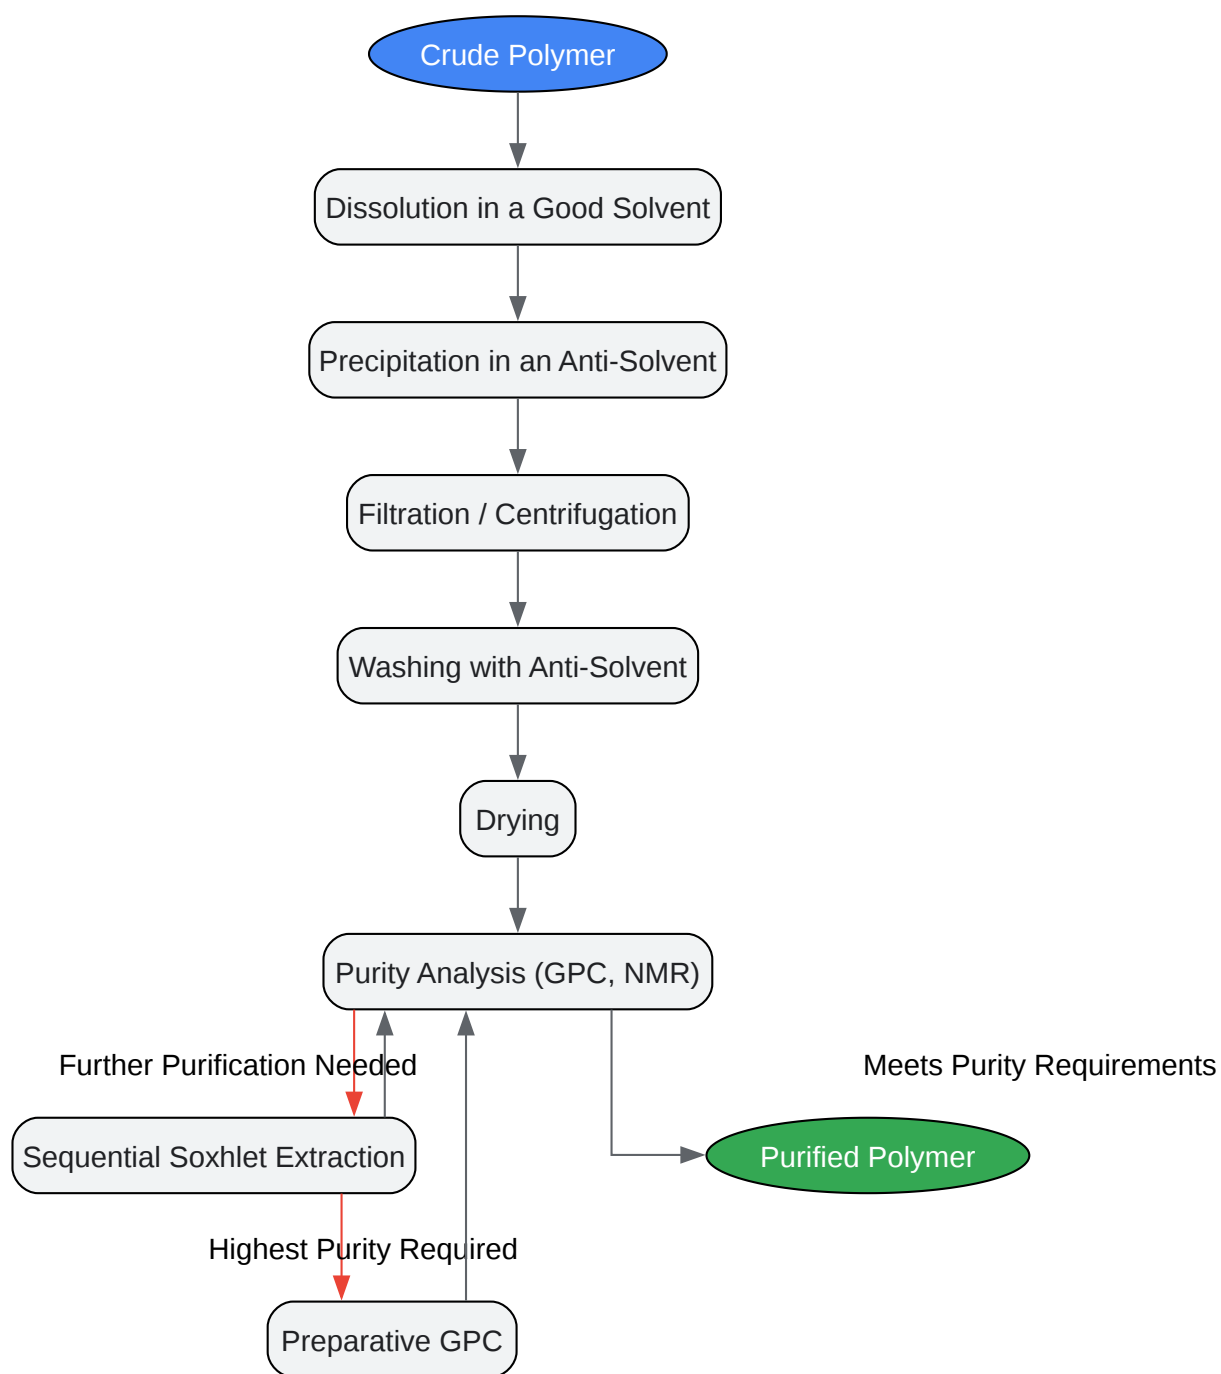 Crude Polymer
Dissolution in a Good Solvent
Precipitation in an Anti-Solvent
Filtration / Centrifugation
Washing with Anti-Solvent
Drying
Purity Analysis (GPC, NMR)
Further Purification Needed
Meets Purity Requirements
Sequential Soxhlet Extraction
Purified Polymer
Highest Purity Required
Preparative GPC